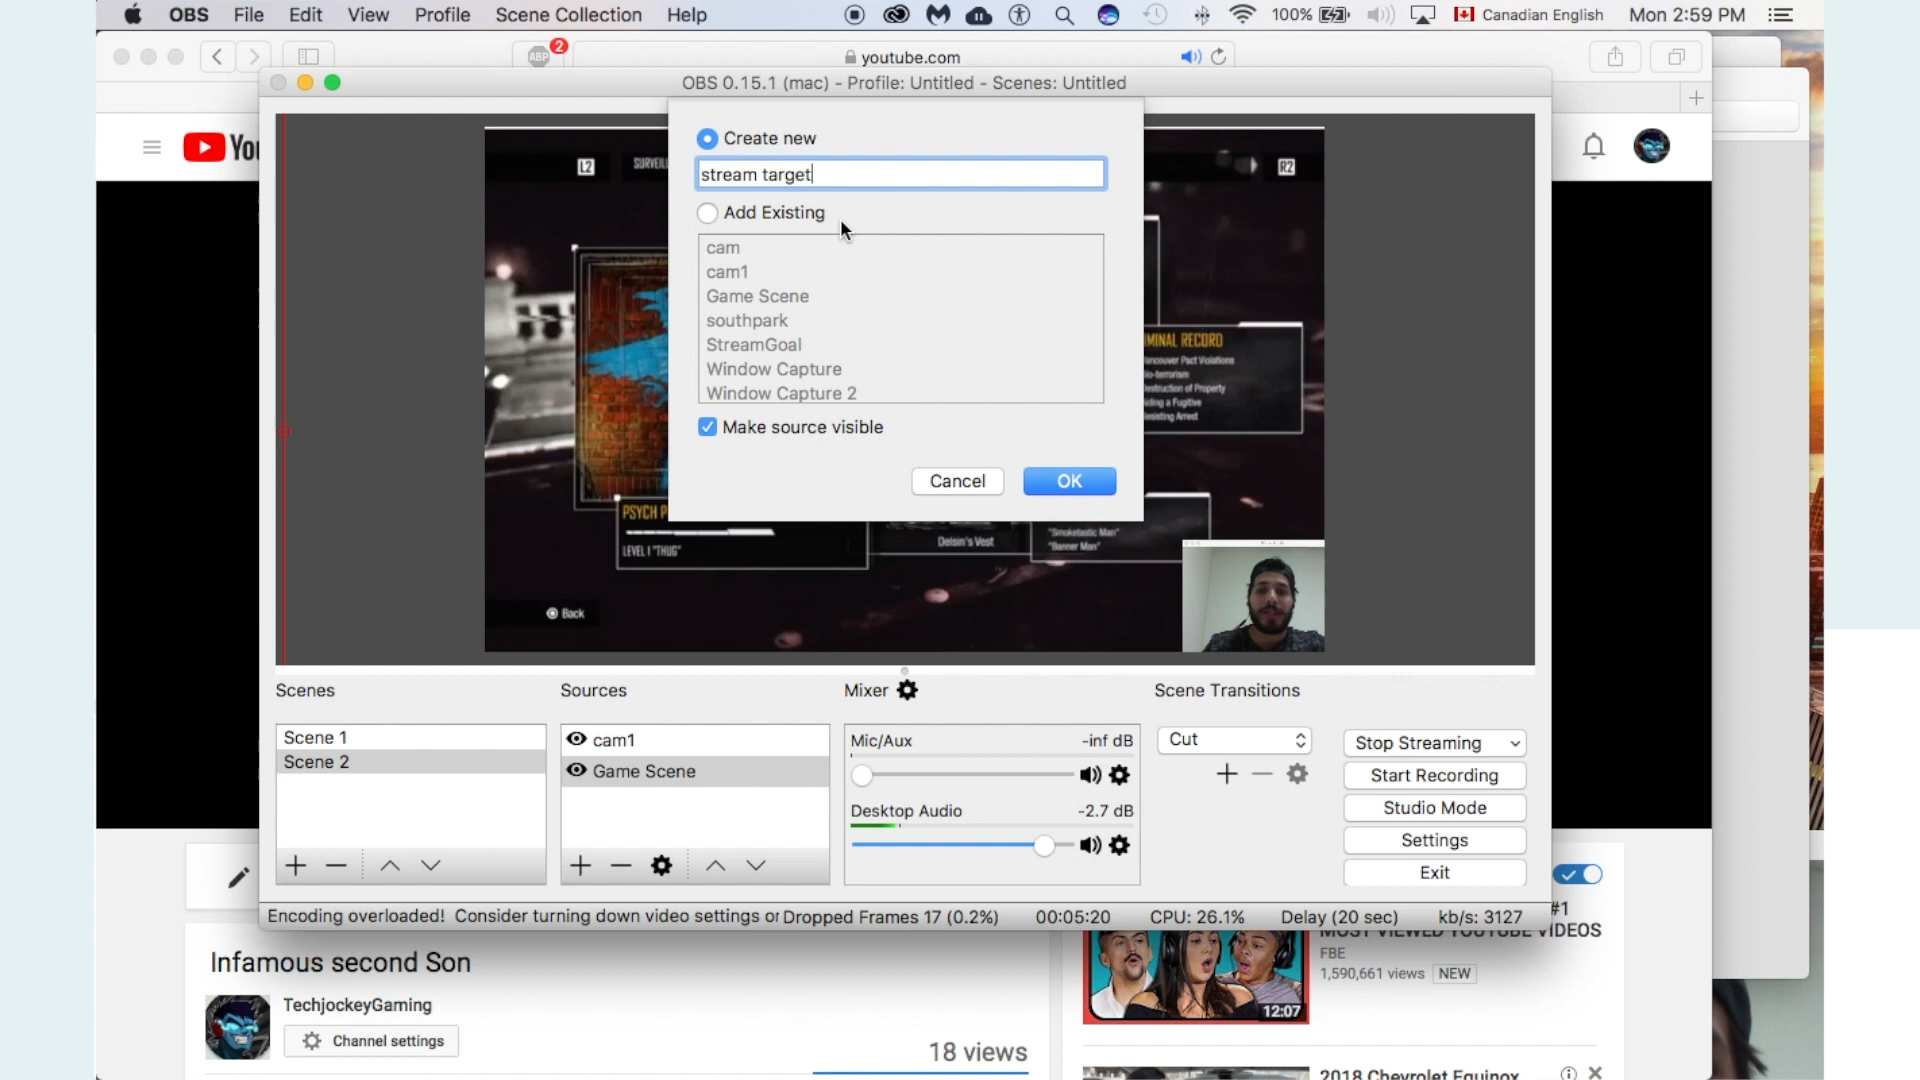 OBS File Edit View Profile Scene Collection Help 100% Canadian English Mon 2:59 PM
ABP 2 youtube.com
OBS 0.15.1 (mac) - Profile: Untitled - Scenes: Untitled
Create new
stream target
Add Existing
cam
cam1
Game Scene
southpark
StreamGoal
Window Capture
Window Capture 2
Make source visible
Cancel OK
L2 R2
PSYCH P
LEVEL 1 "THUG"
Delsin's Vest
"Smoketastic Man"
"Banner Man"
Back
Scenes Sources Mixer Scene Transitions
Scene 1
Scene 2
cam1
Game Scene
Mic/Aux -inf dB
Desktop Audio -2.7 dB
Cut
Stop Streaming
Start Recording
Studio Mode
Settings
Exit
Encoding overloaded! Consider turning down video settings or Dropped Frames 17 (0.2%) 00:05:20 CPU: 26.1% Delay (20 sec) kb/s: 3127
#1
MOST VIEWED YOUTUBE VIDEOS
FBE
1,590,661 views NEW
12:07
Infamous second Son
TechjockeyGaming
Channel settings
18 views
2018 Chevrolet Equinox